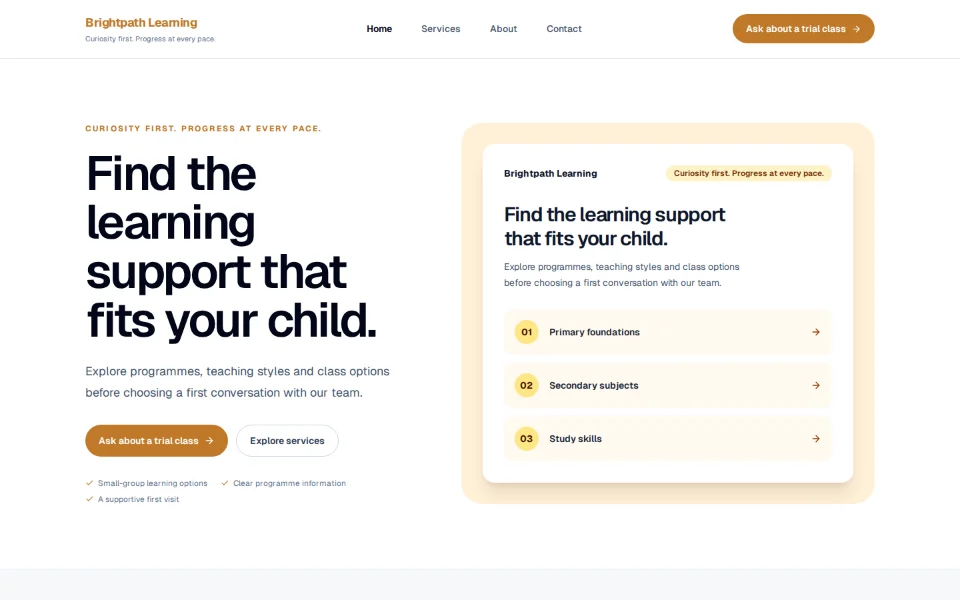 Brightpath Learning
Curiosity first. Progress at every pace.
Home Services About Contact
Ask about a trial class →
CURIOSITY FIRST. PROGRESS AT EVERY PACE.
Find the
learning
support that
fits your child.
Explore programmes, teaching styles and class options
before choosing a first conversation with our team.
Ask about a trial class →
Explore services
✓ Small-group learning options ✓ Clear programme information
✓ A supportive first visit
Brightpath Learning
Curiosity first. Progress at every pace.
Find the learning support
that fits your child.
Explore programmes, teaching styles and class options
before choosing a first conversation with our team.
01 Primary foundations →
02 Secondary subjects →
03 Study skills →